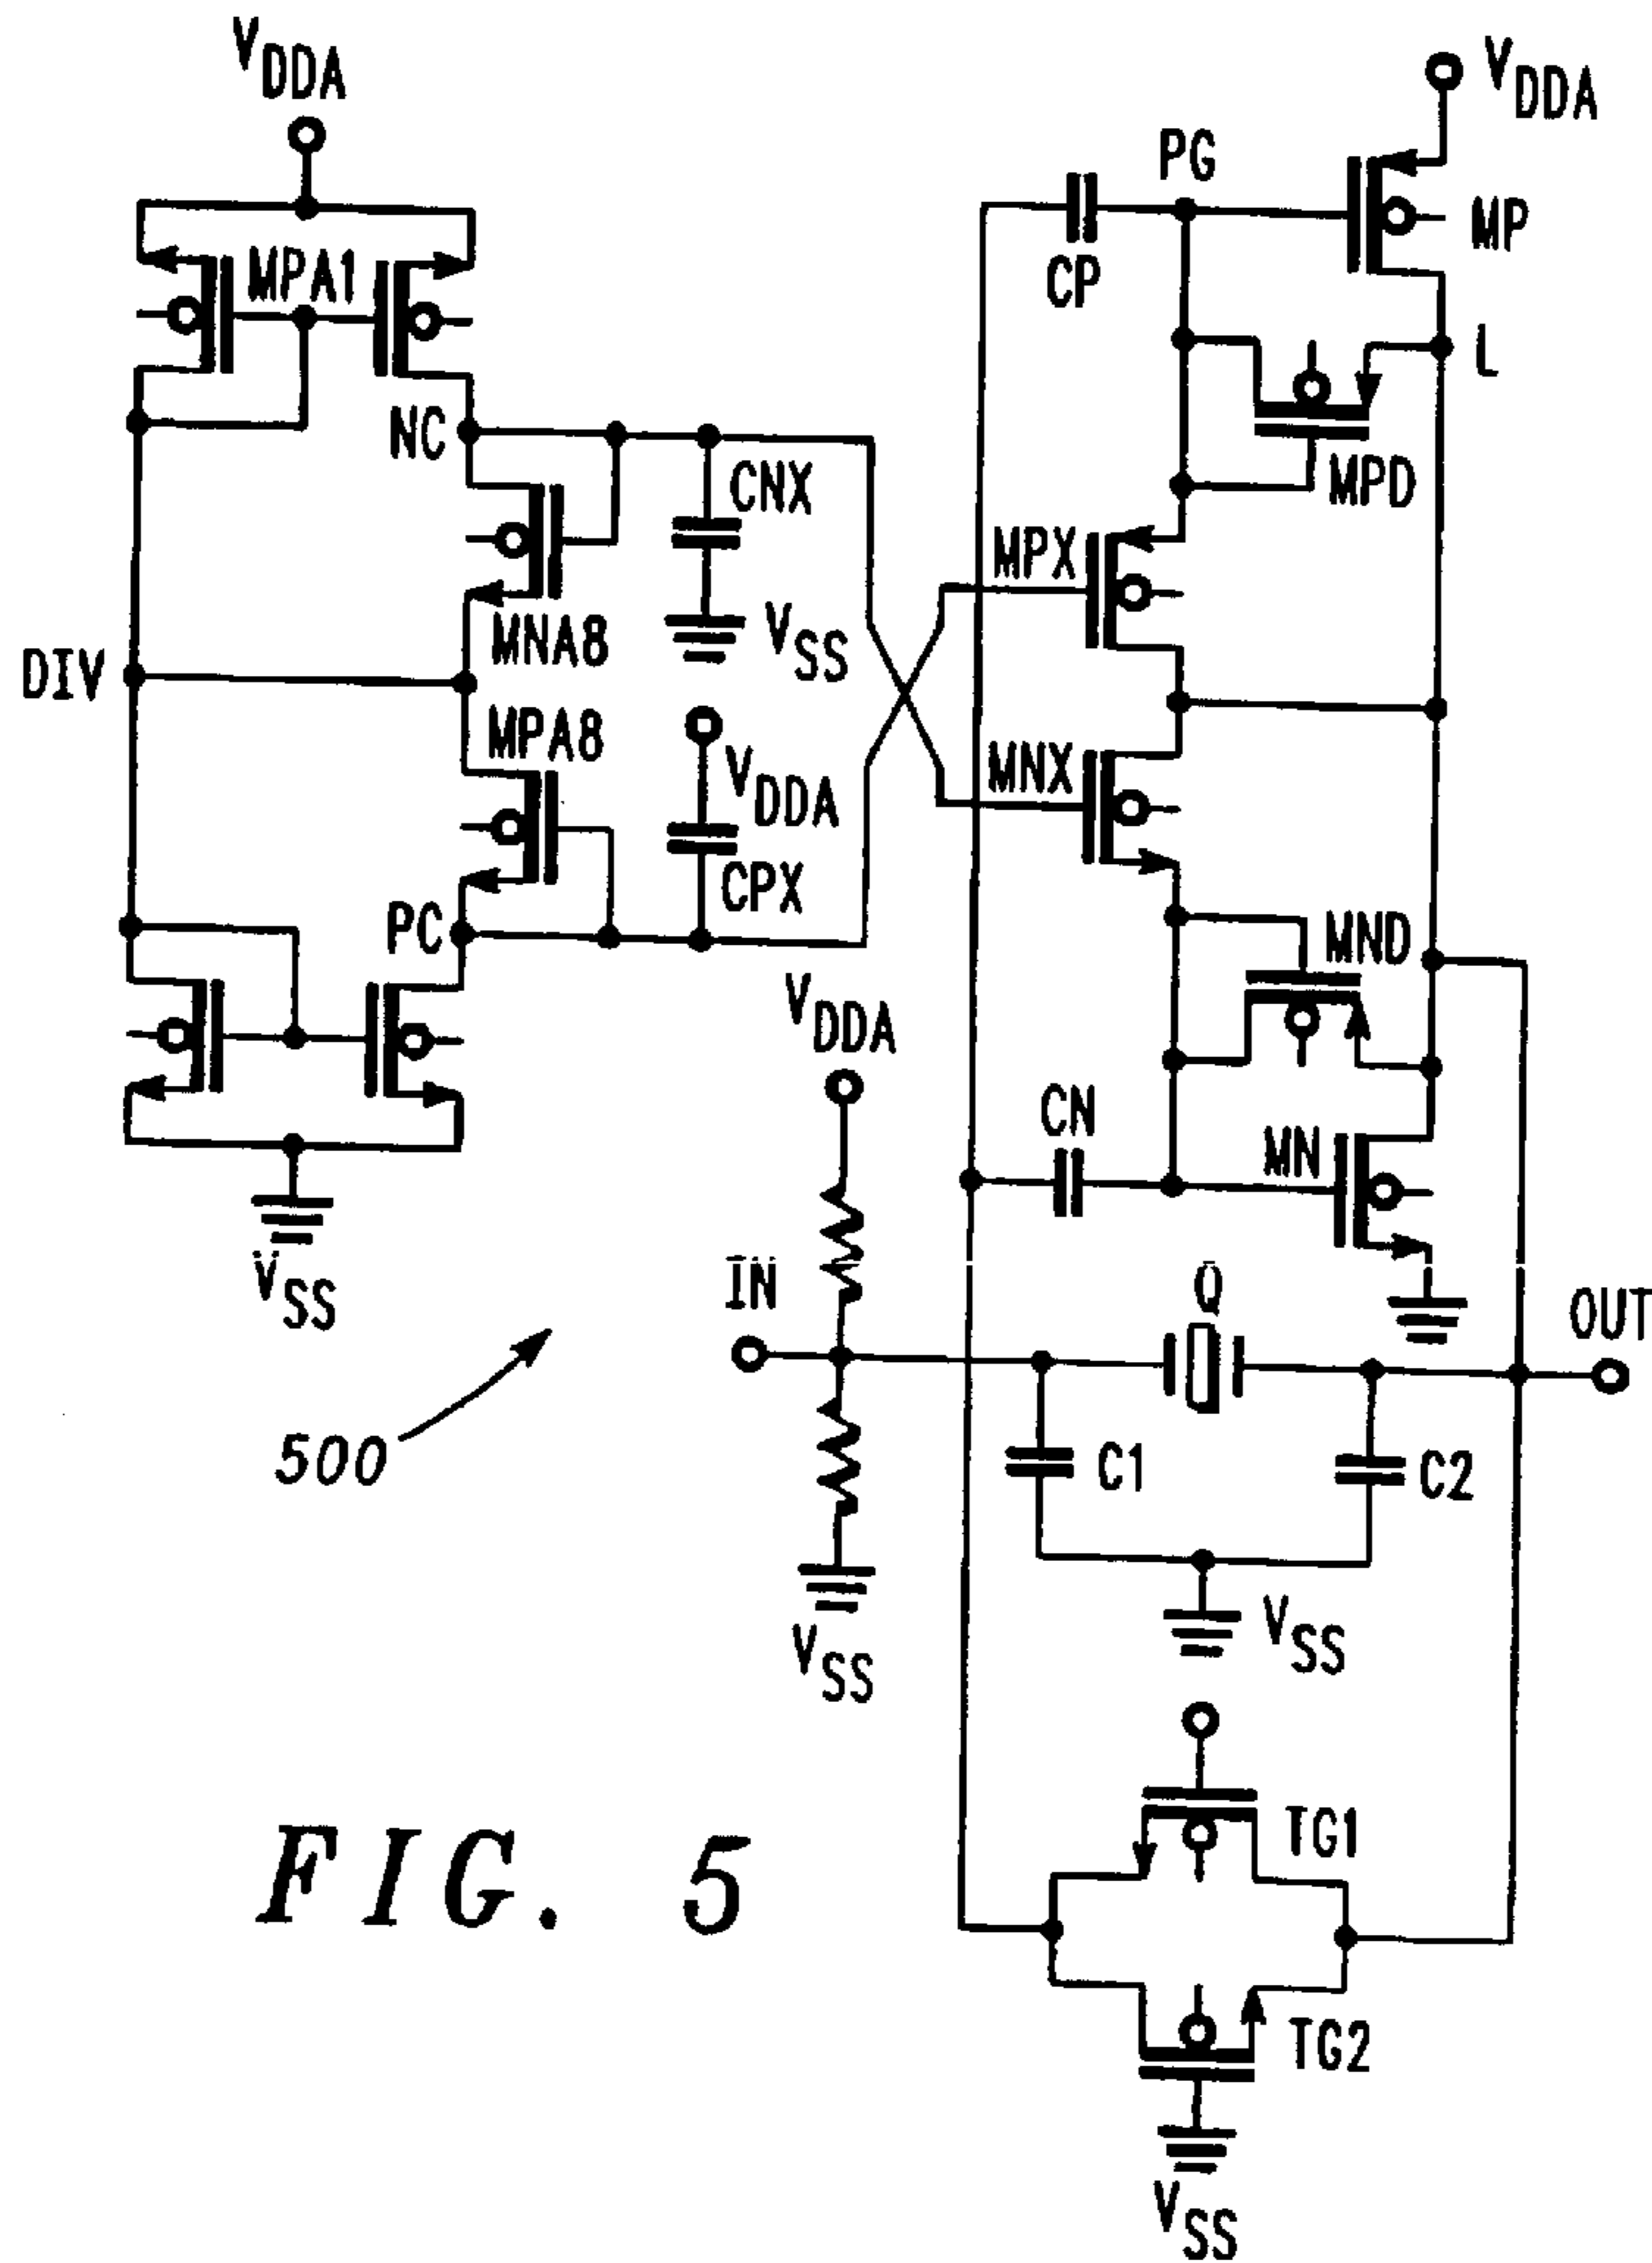 VDDA
VDDA
PG
MP
MPA1
CP
L
NC
CNX
MPD
MPX
MNA8
VSS
DIV
MPA8
MNX
VDDA
CPX
PC
MND
VDDA
CN
MN
VSS
IN
Q
OUT
500
C1
C2
VSS
VSS
TG1
FIG. 5
TG2
VSS